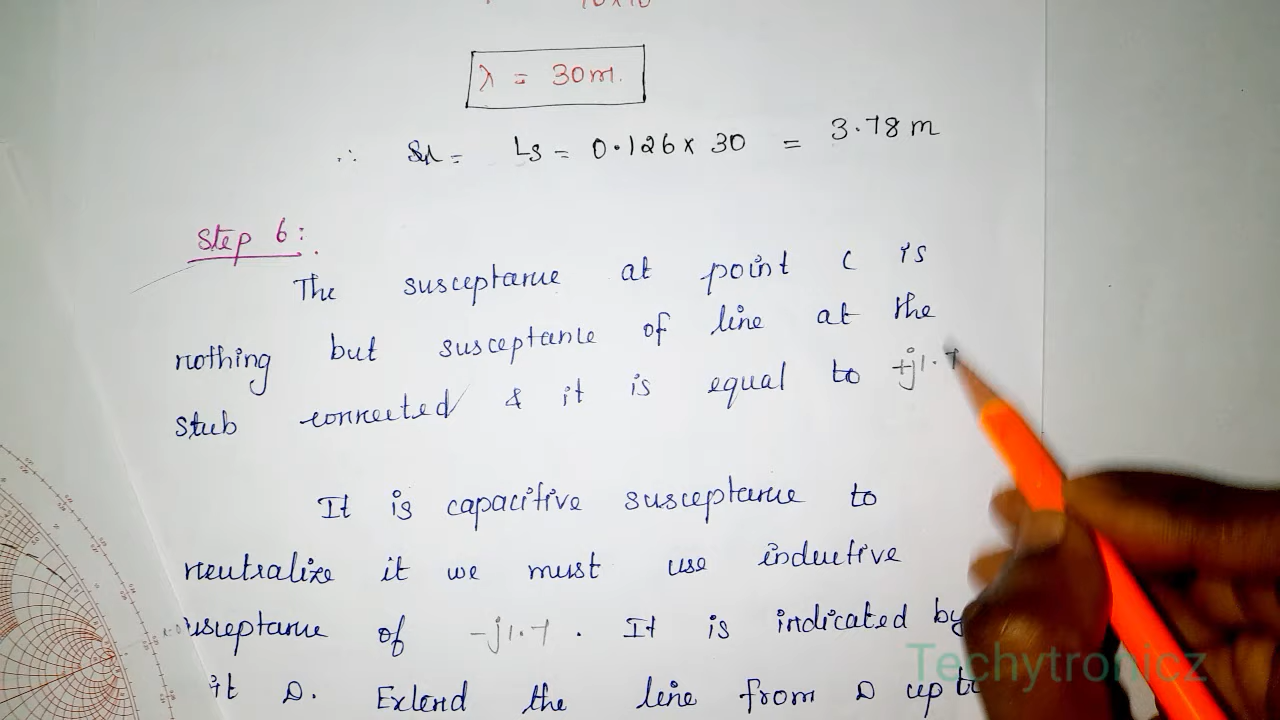 λ = 30m.
∴ Ls = 0.126 x 30 = 3.78 m
Step 6:
The susceptance at point C is
nothing but susceptance of line at the
stub connected & it is equal to +j1.7
It is capacitive susceptance to
neutralize it we must use inductive
susceptance of -j1.7. It is indicated by
D. Extend the line from D up to
Techytronicz